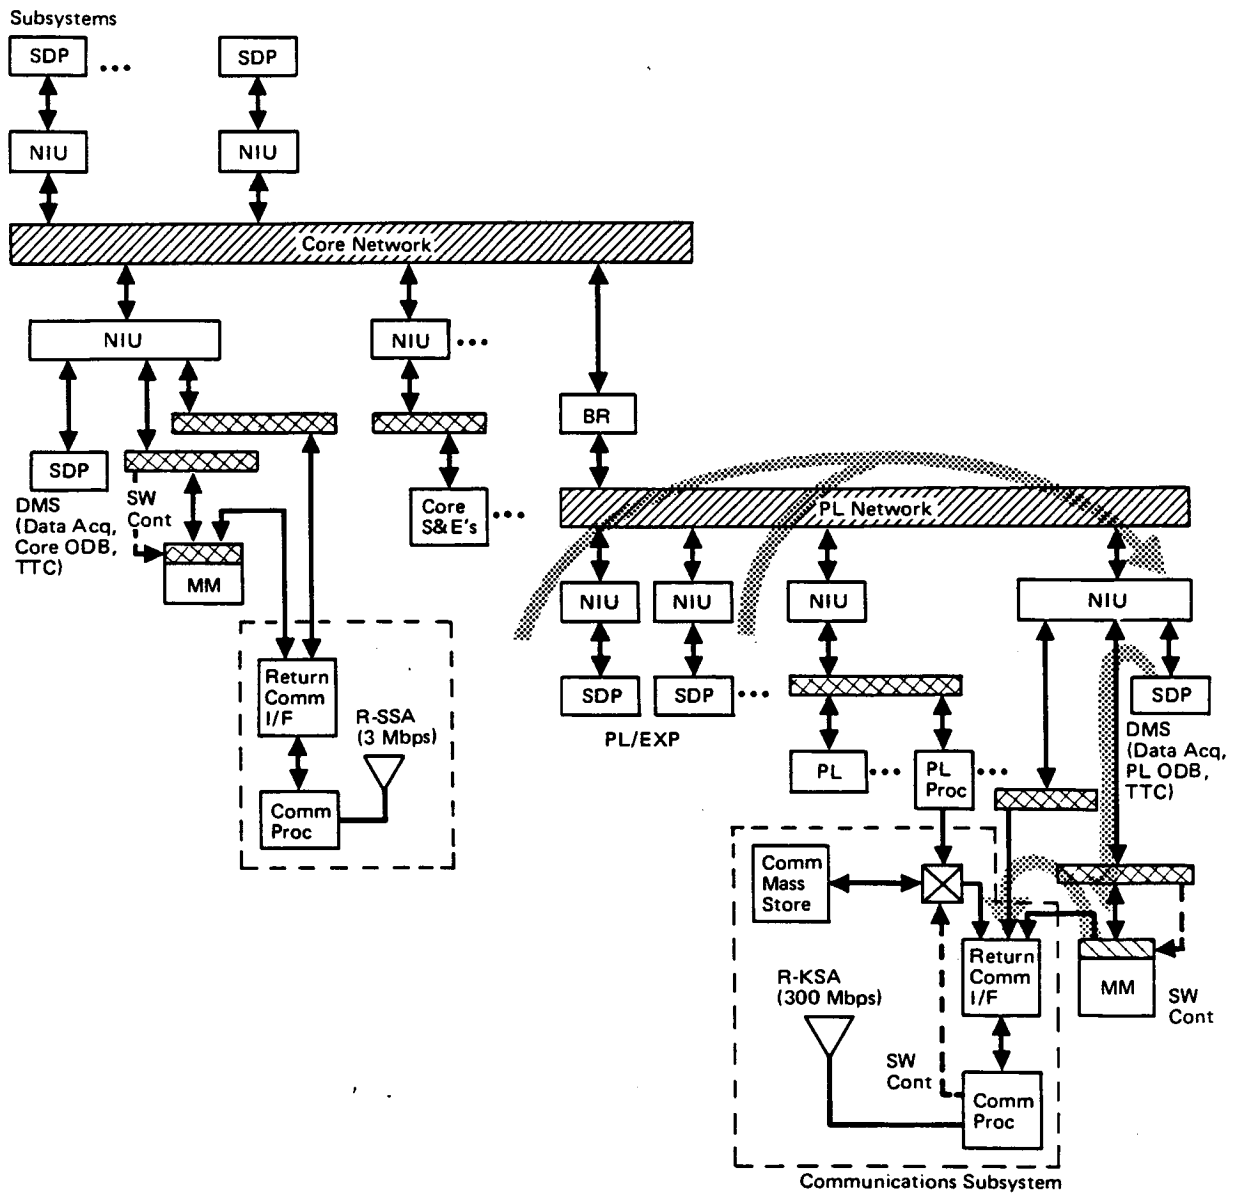 Subsystems
SDP
SDP
NIU
NIU
Core Network
NIU
NIU
BR
SDP
SW
Cont
DMS
(Data Acq,
Core ODB,
TTC)
MM
Core
S&E's
PL Network
NIU
NIU
NIU
NIU
SDP
SDP
SDP
PL/EXP
DMS
(Data Acq,
PL ODB,
TTC)
Return
Comm
I/F
R-SSA
(3 Mbps)
Comm
Proc
PL
PL
Proc
Comm
Mass
Store
Return
Comm
I/F
MM
SW
Cont
R-KSA
(300 Mbps)
SW
Cont
Comm
Proc
Communications Subsystem